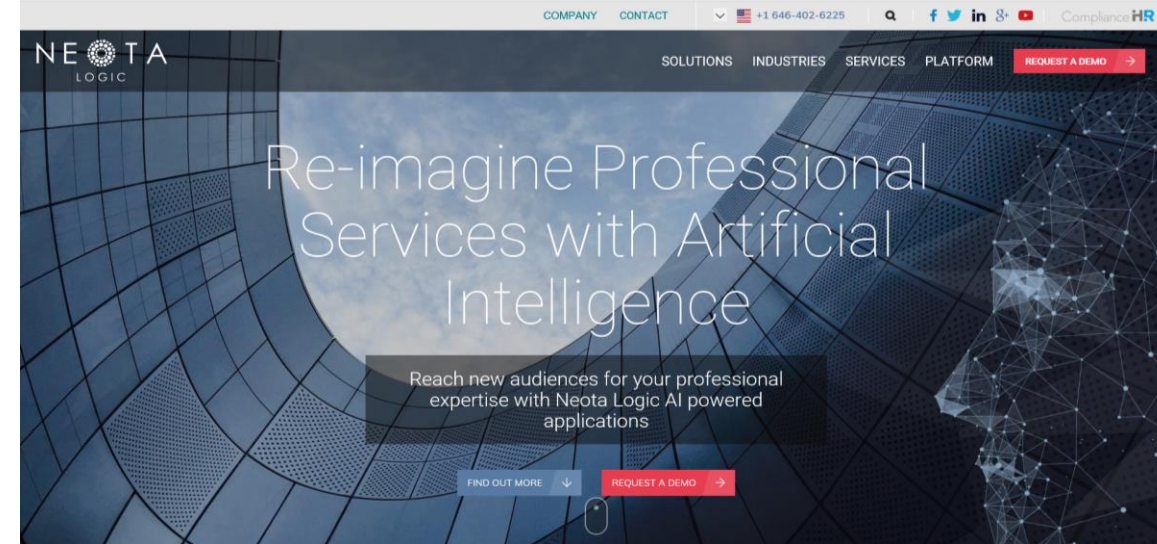 COMPANY CONTACT +1 646-402-6225 ComplianceHR
NEOTA
LOGIC
SOLUTIONS INDUSTRIES SERVICES PLATFORM REQUEST A DEMO
Re-imagine Professional
Services with Artificial
Intelligence
Reach new audiences for your professional
expertise with Neota Logic AI powered
applications
FIND OUT MORE REQUEST A DEMO